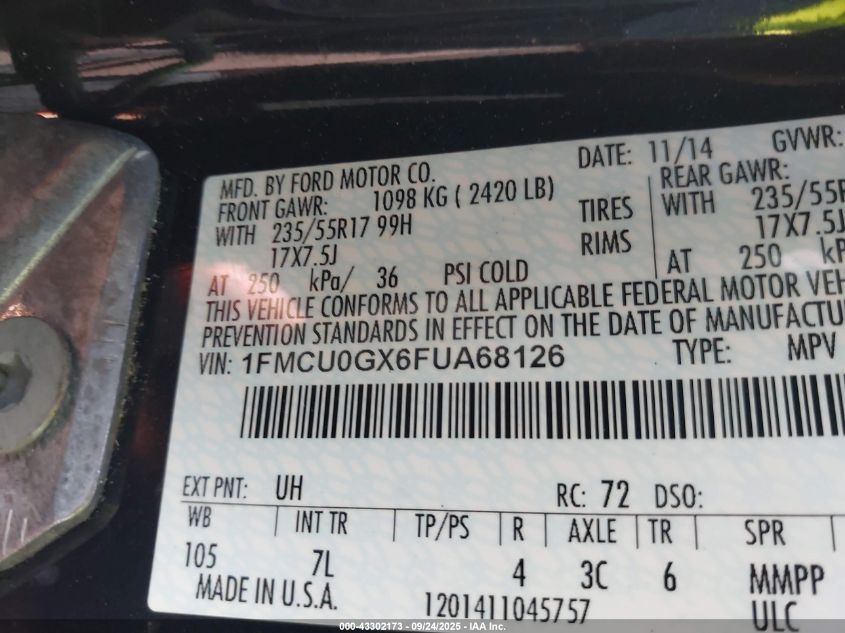 DATE: 11/14 GVWR:
MFD. BY FORD MOTOR CO.
FRONT GAWR: 1098 KG ( 2420 LB) REAR GAWR:
WITH 235/55R17 99H TIRES WITH 235/55R
17X7.5J RIMS 17X7.5J
AT 250 kPa/ 36 PSI COLD AT 250 kP
THIS VEHICLE CONFORMS TO ALL APPLICABLE FEDERAL MOTOR VEH
PREVENTION STANDARDS IN EFFECT ON THE DATE OF MANUFACTU
VIN: 1FMCU0GX6FUA68126 TYPE: MPV
EXT PNT: UH RC: 72 DSO:
WB INT TR TP/PS R AXLE TR SPR
105 7L 4 3C 6 MMPP
MADE IN U.S.A. 1201411045757 ULC
000-43302173 - 09/24/2025 - IAA Inc.